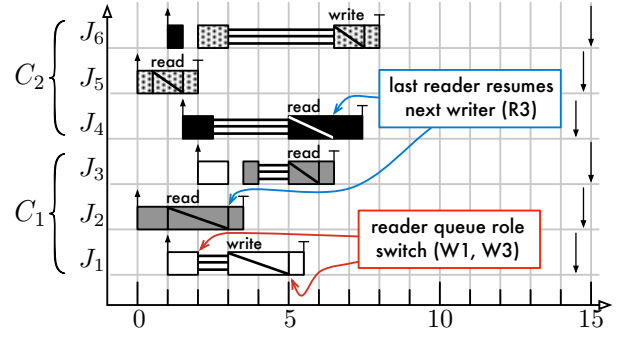 J6 write
C2
J5 read
J4 read
last reader resumes
next writer (R3)
J3 read
C1
J2 read
J1 write
reader queue role
switch (W1, W3)
0 5 10 15